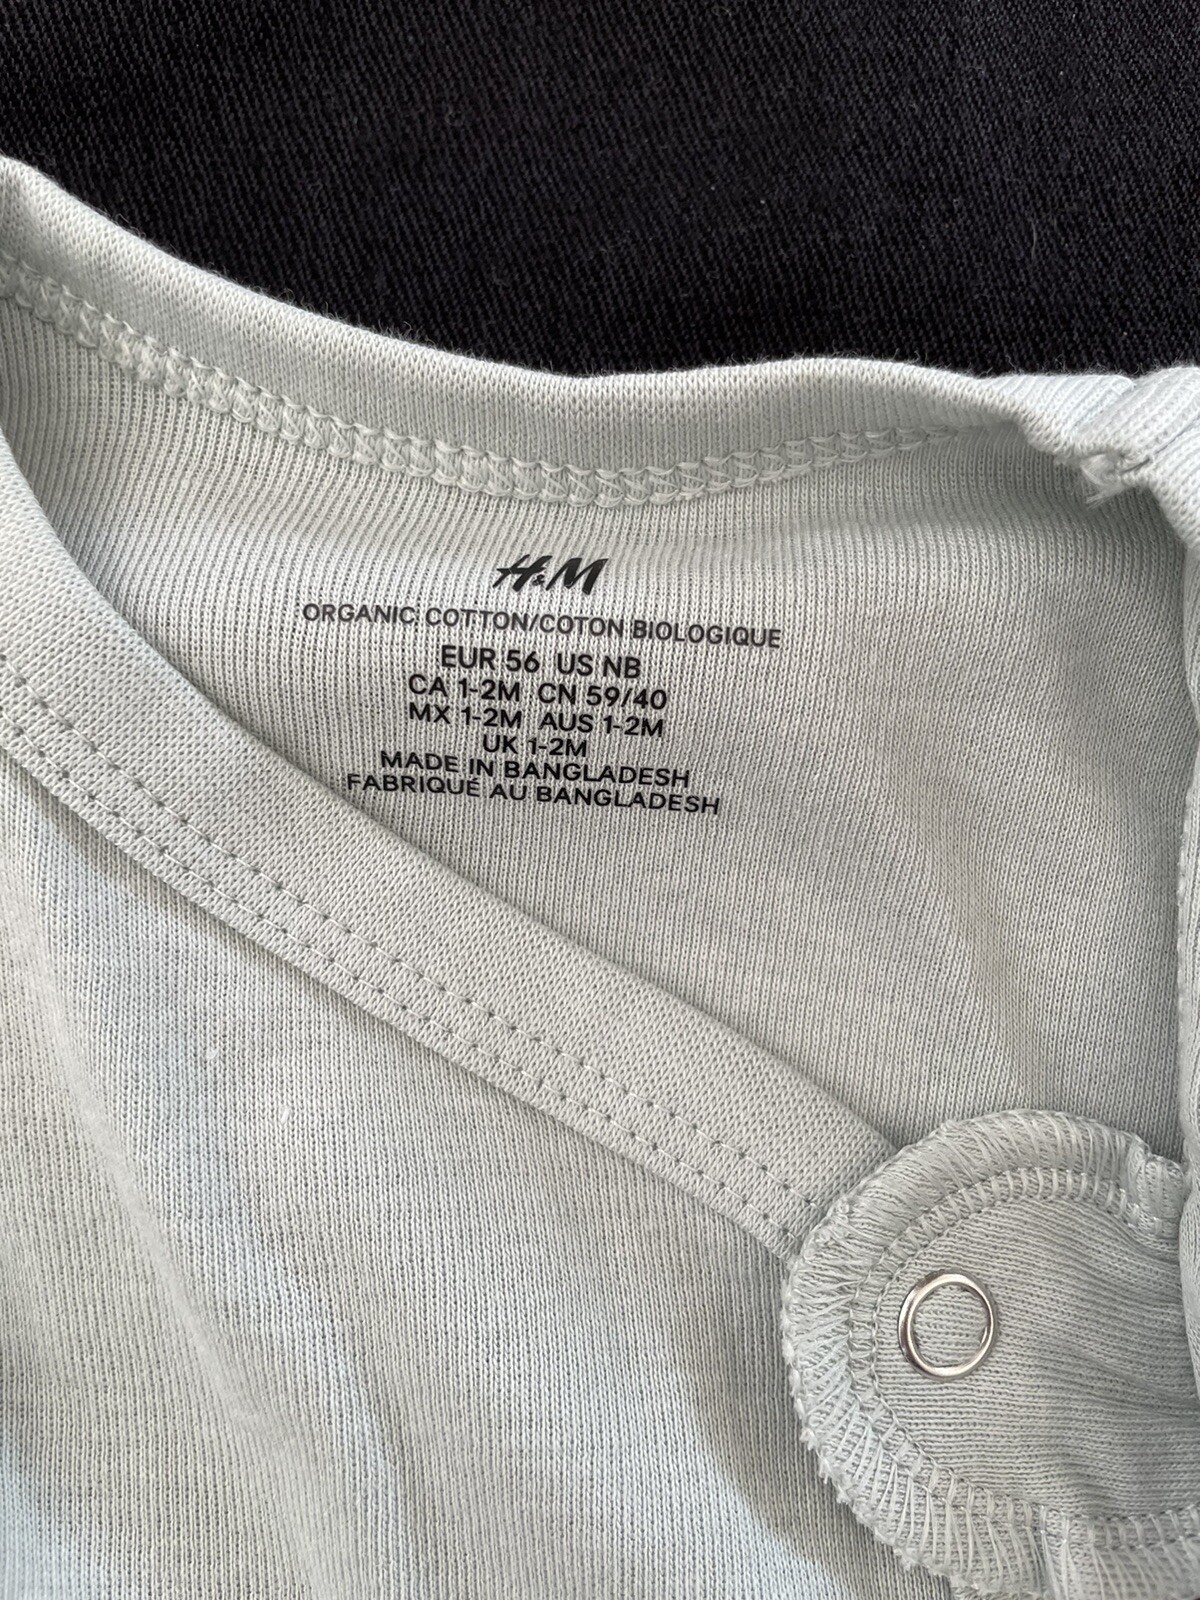 H&M
ORGANIC COTTON/COTON BIOLOGIQUE
EUR 56 US NB
CA 1-2M CN 59/40
MX 1-2M AUS 1-2M
UK 1-2M
MADE IN BANGLADESH
FABRIQUÉ AU BANGLADESH